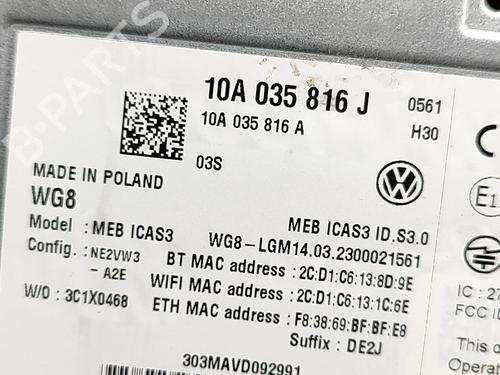 10A 035 816 J
0561
10A 035 816 A
H30
03S
MADE IN POLAND
WG8
MEB ICAS3 ID.S3.0
Model : MEB ICAS3
WG8-LGM14.03.2300021561
Config. : NE2VW3
- A2E
BT MAC address : 2C:D1:C6:13:8D:9E
WIFI MAC address : 2C:D1:C6:13:1C:6E
W/O : 3C1X0468
ETH MAC address : F8:38:69:BF:BF:E8
Suffix : DE2J
303MAVD092991
IC : 27
FCC ID
This d
Operat
B-PARTS